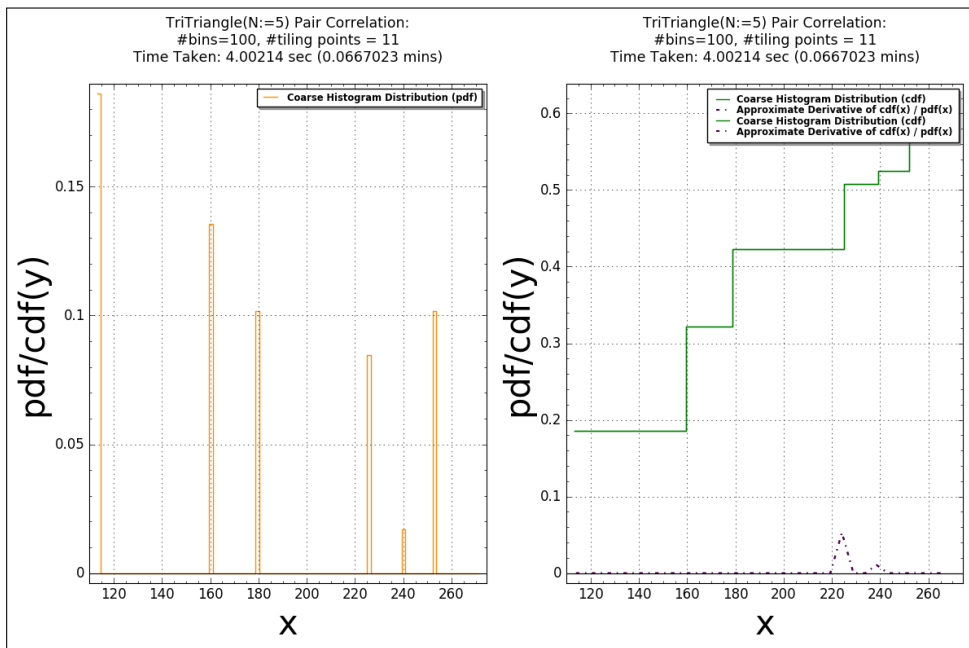 TriTriangle(N:=5) Pair Correlation:
#bins=100, #tiling points = 11
Time Taken: 4.00214 sec (0.0667023 mins)
Coarse Histogram Distribution (pdf)
0.15
0.1
0.05
0
pdf/cdf(y)
120 140 160 180 200 220 240 260
x
TriTriangle(N:=5) Pair Correlation:
#bins=100, #tiling points = 11
Time Taken: 4.00214 sec (0.0667023 mins)
Coarse Histogram Distribution (cdf)
Approximate Derivative of cdf(x) / pdf(x)
Coarse Histogram Distribution (cdf)
Approximate Derivative of cdf(x) / pdf(x)
0.6
0.5
0.4
0.3
0.2
0.1
0
pdf/cdf(y)
120 140 160 180 200 220 240 260
x